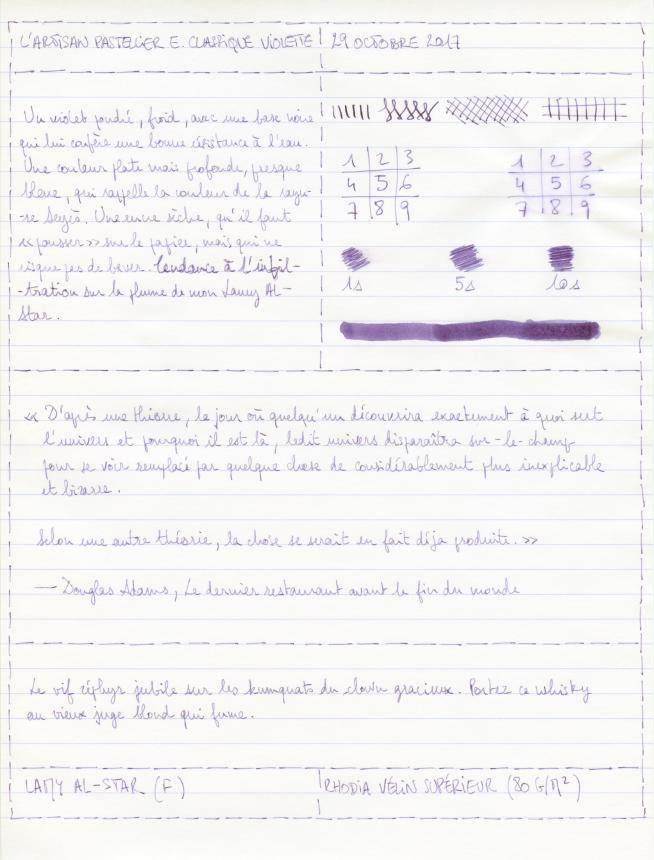 L'ARTISAN PASTELLIER E. CLASSIQUE VIOLETTE
29 OCTOBRE 2017
Un violet poudré, froid, avec une base noire
qui lui confère une bonne résistance à l'eau.
Une couleur plate mais profonde, presque
bleue, qui rappelle la couleur de la rayu-
-re Seyès. Une encre sèche, qu'il faut
<<pousser>> sur le papier, mais qui ne
risque pas de baver. Tendance à l'infil-
-tration sur la plume de mon Lamy AL-
Star.
1 2 3
4 5 6
7 8 9
1 2 3
4 5 6
7 8 9
1s 5s 10s
<< D'après une théorie, le jour où quelqu'un découvrira exactement à quoi sert
l'univers et pourquoi il est là, ledit univers disparaîtra sur-le-champ
pour se voir remplacé par quelque chose de considérablement plus inexplicable
et bizarre.
Selon une autre théorie, la chose se serait en fait déja produite. >>
— Douglas Adams, Le dernier restaurant avant la fin du monde
Le vif zéphyr jubile sur les kumquats du clown gracieux. Portez ce whisky
au vieux juge blond qui fume.
LAMY AL-STAR (F)
RHODIA VÉLIN SUPÉRIEUR (80 G/M²)